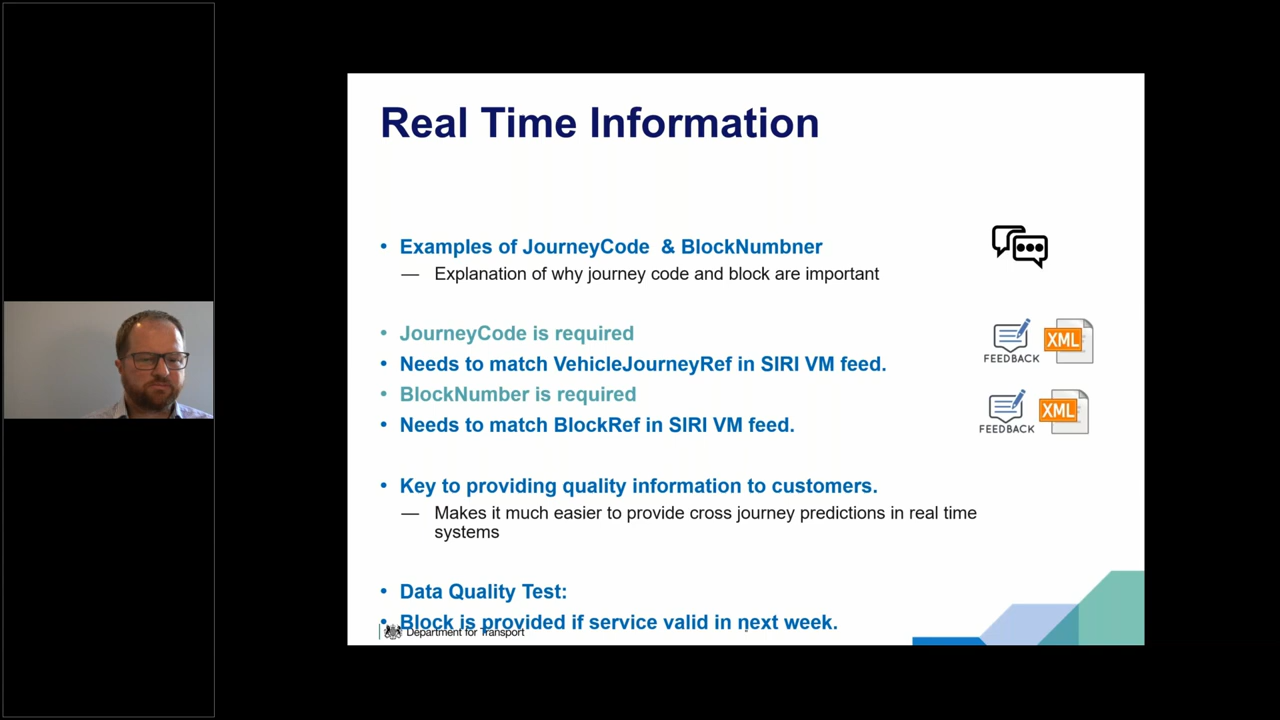 Real Time Information
• Examples of JourneyCode & BlockNumbner
— Explanation of why journey code and block are important
• JourneyCode is required
• Needs to match VehicleJourneyRef in SIRI VM feed.
FEEDBACK XML
• BlockNumber is required
• Needs to match BlockRef in SIRI VM feed.
FEEDBACK XML
• Key to providing quality information to customers.
— Makes it much easier to provide cross journey predictions in real time
systems
• Data Quality Test:
• Block is provided if service valid in next week.
Department for Transport